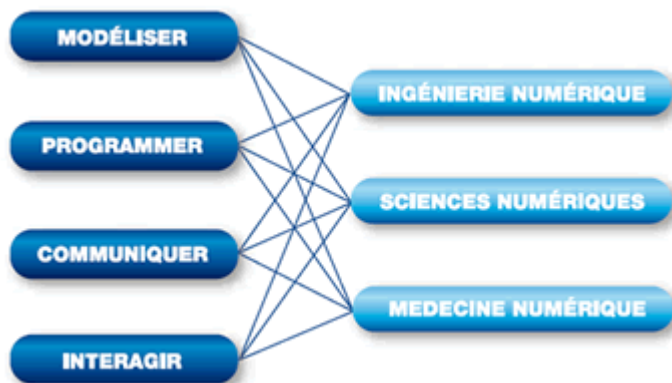 MODÉLISER
PROGRAMMER
COMMUNIQUER
INTERAGIR
INGÉNIERIE NUMÉRIQUE
SCIENCES NUMÉRIQUES
MEDECINE NUMÉRIQUE